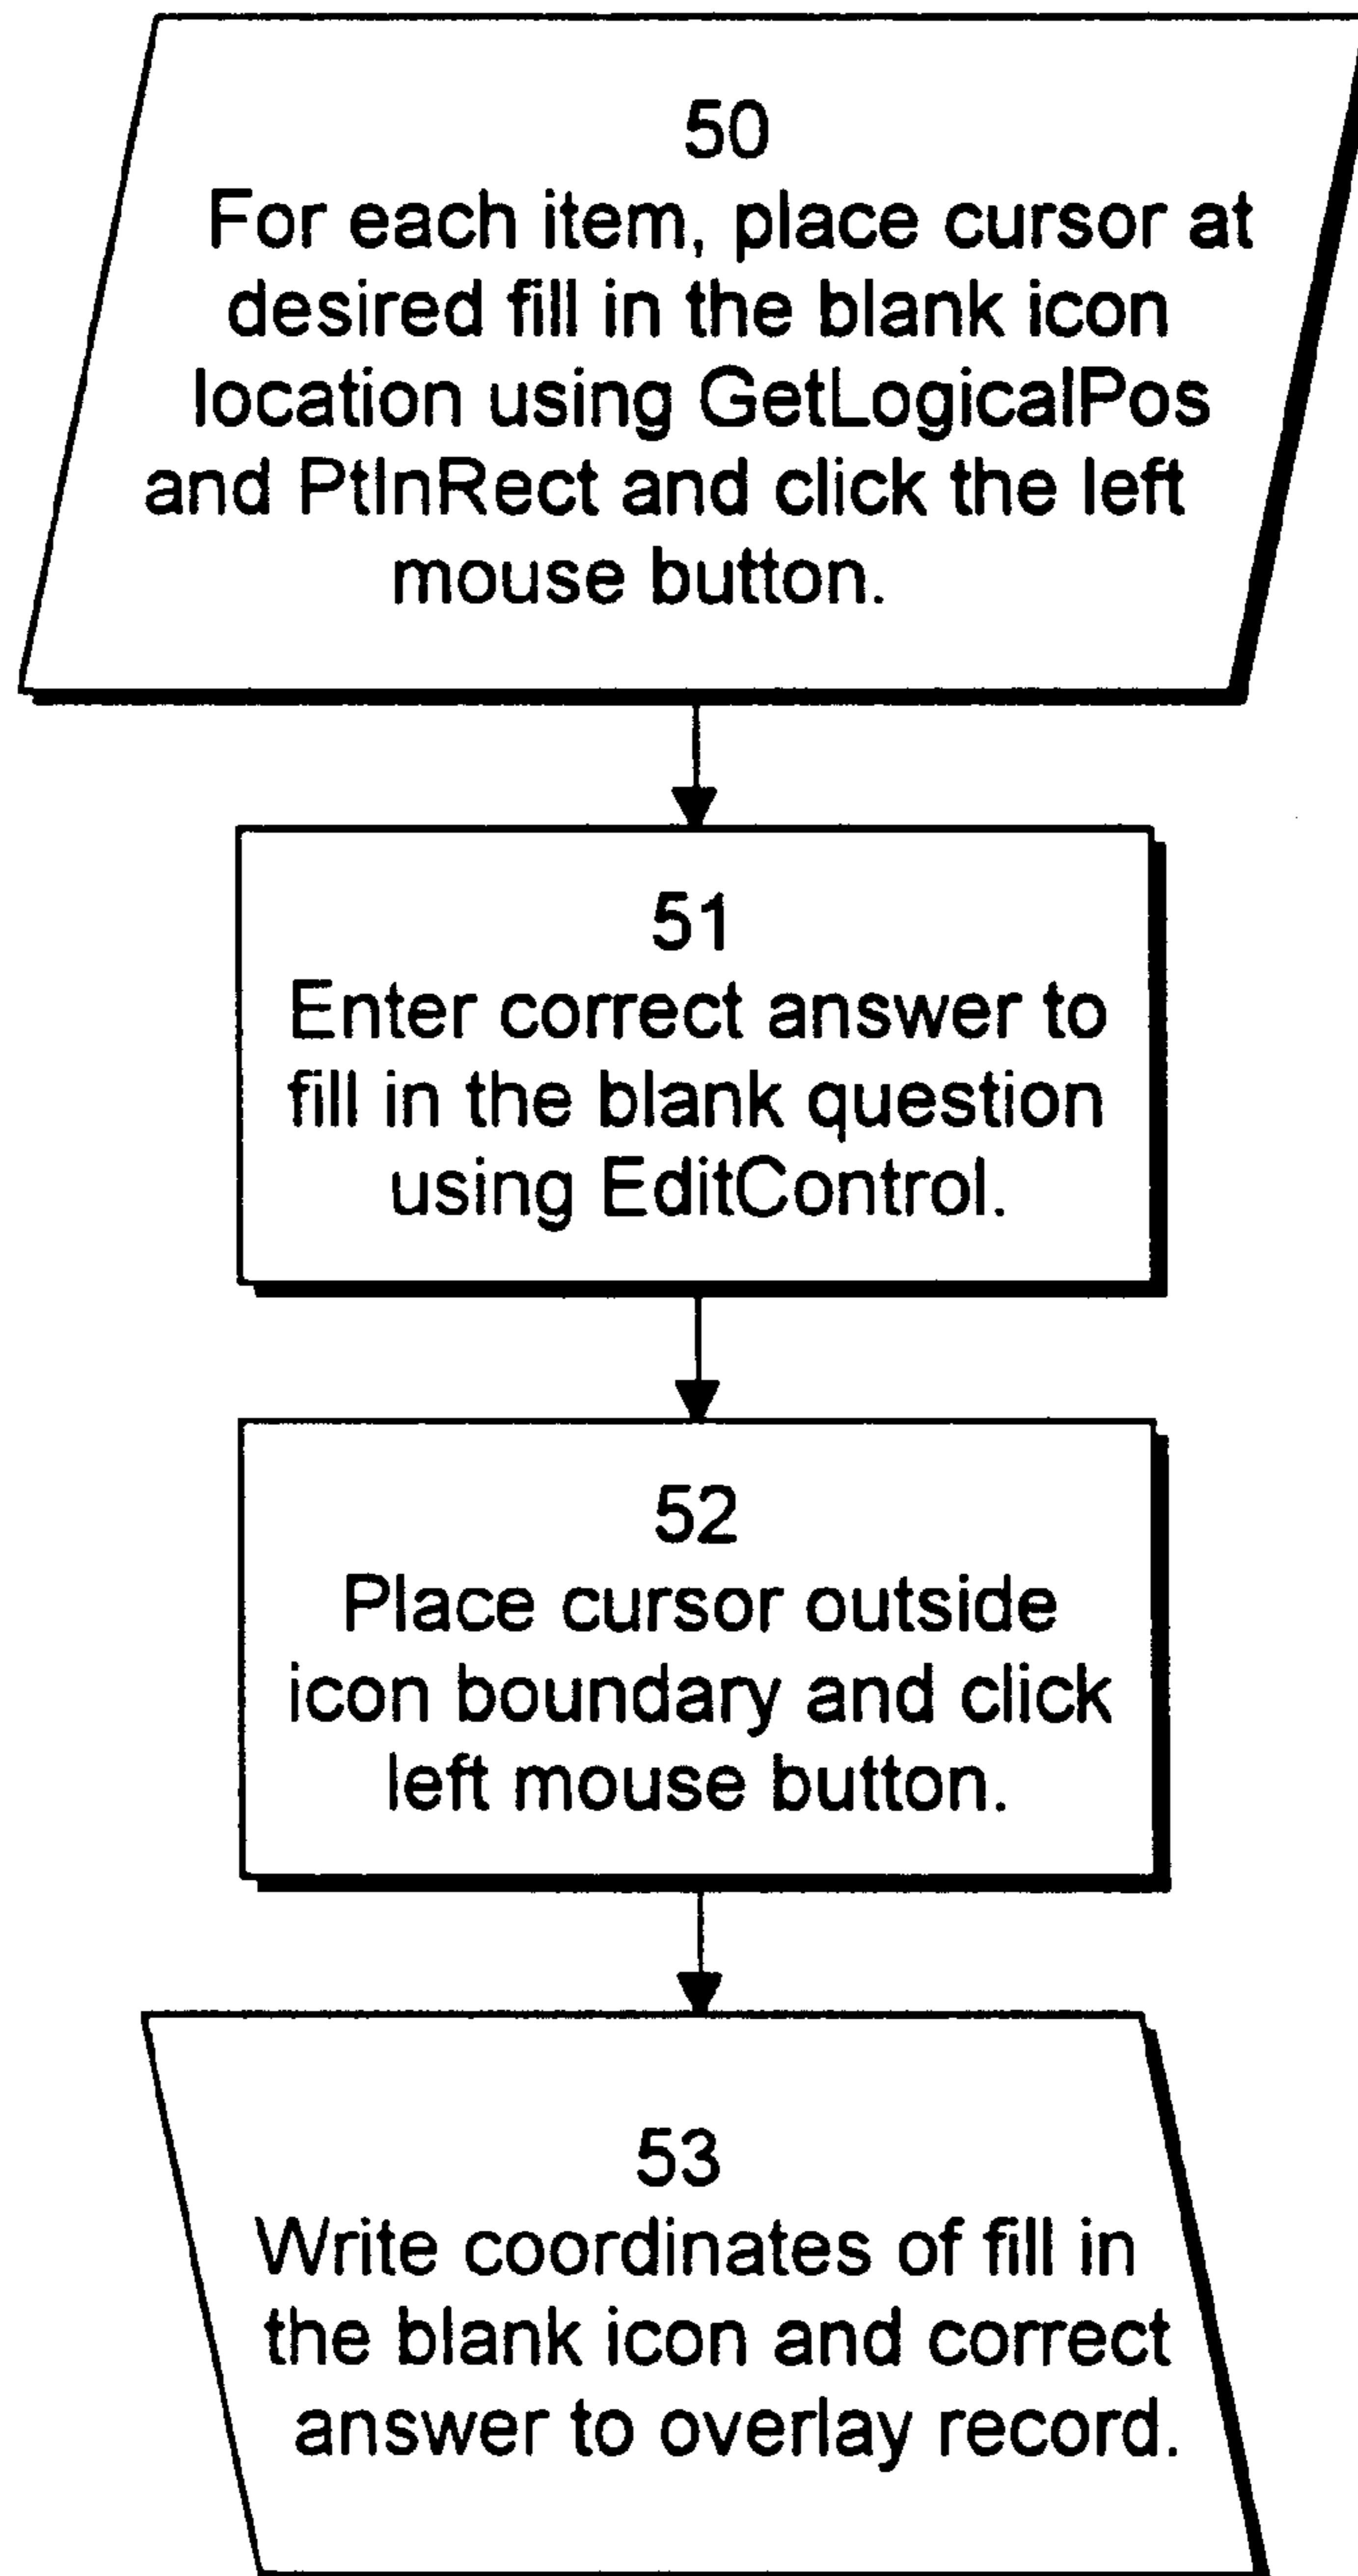 50
For each item, place cursor at
desired fill in the blank icon
location using GetLogicalPos
and PtInRect and click the left
mouse button.
51
Enter correct answer to
fill in the blank question
using EditControl.
52
Place cursor outside
icon boundary and click
left mouse button.
53
Write coordinates of fill in
the blank icon and correct
answer to overlay record.